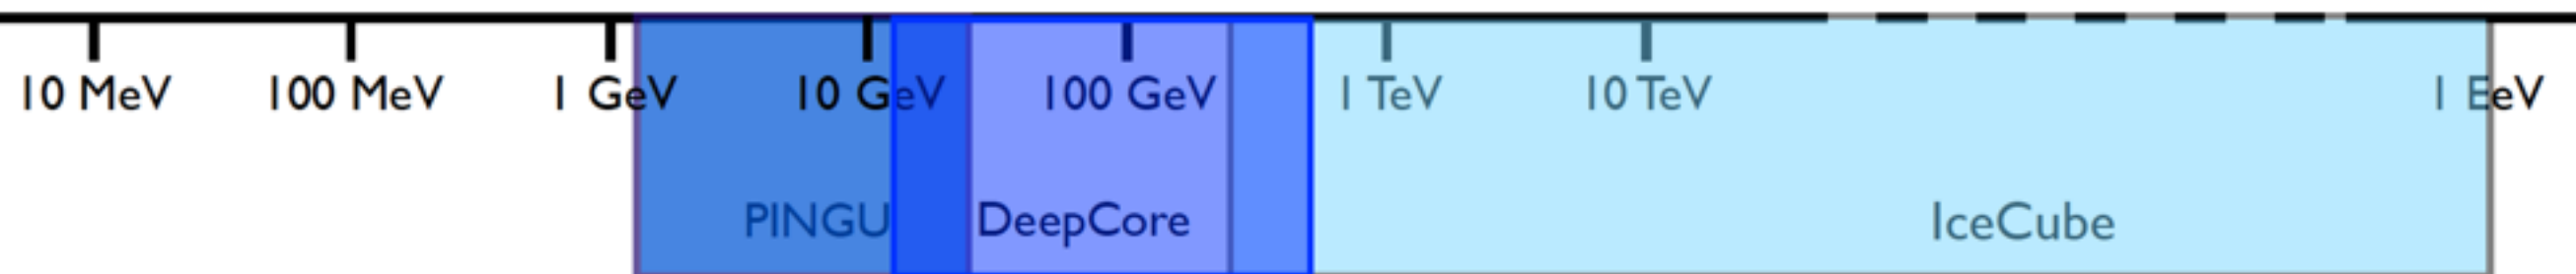 10 MeV 100 MeV 1 GeV 10 GeV 100 GeV 1 TeV 10 TeV 1 EeV
PINGU DeepCore IceCube